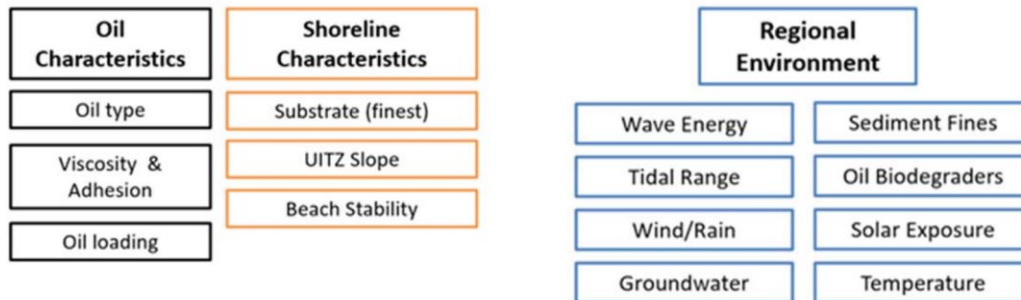 Oil
Characteristics
Oil type
Viscosity &
Adhesion
Oil loading
Shoreline
Characteristics
Substrate (finest)
UITZ Slope
Beach Stability
Regional
Environment
Wave Energy
Sediment Fines
Tidal Range
Oil Biodegraders
Wind/Rain
Solar Exposure
Groundwater
Temperature